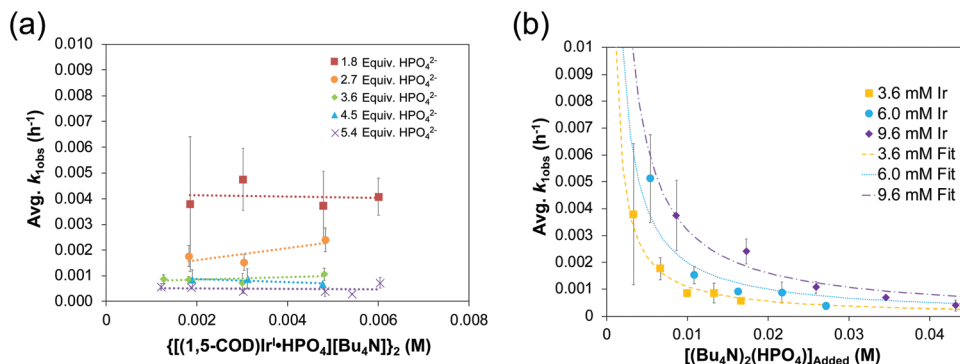 (a)
0.010
0.009
0.008
0.007
0.006
0.005
0.004
0.003
0.002
0.001
0.000
Avg. k1obs (h⁻¹)
1.8 Equiv. HPO₄²⁻
2.7 Equiv. HPO₄²⁻
3.6 Equiv. HPO₄²⁻
4.5 Equiv. HPO₄²⁻
5.4 Equiv. HPO₄²⁻
0.000 0.002 0.004 0.006 0.008
{[(1,5-COD)Irᴵ•HPO₄][Bu₄N]}₂ (M)
(b)
0.01
0.009
0.008
0.007
0.006
0.005
0.004
0.003
0.002
0.001
0
Avg. k1obs (h⁻¹)
3.6 mM Ir
6.0 mM Ir
9.6 mM Ir
3.6 mM Fit
6.0 mM Fit
9.6 mM Fit
0 0.01 0.02 0.03 0.04
[(Bu₄N)₂(HPO₄)]Added (M)